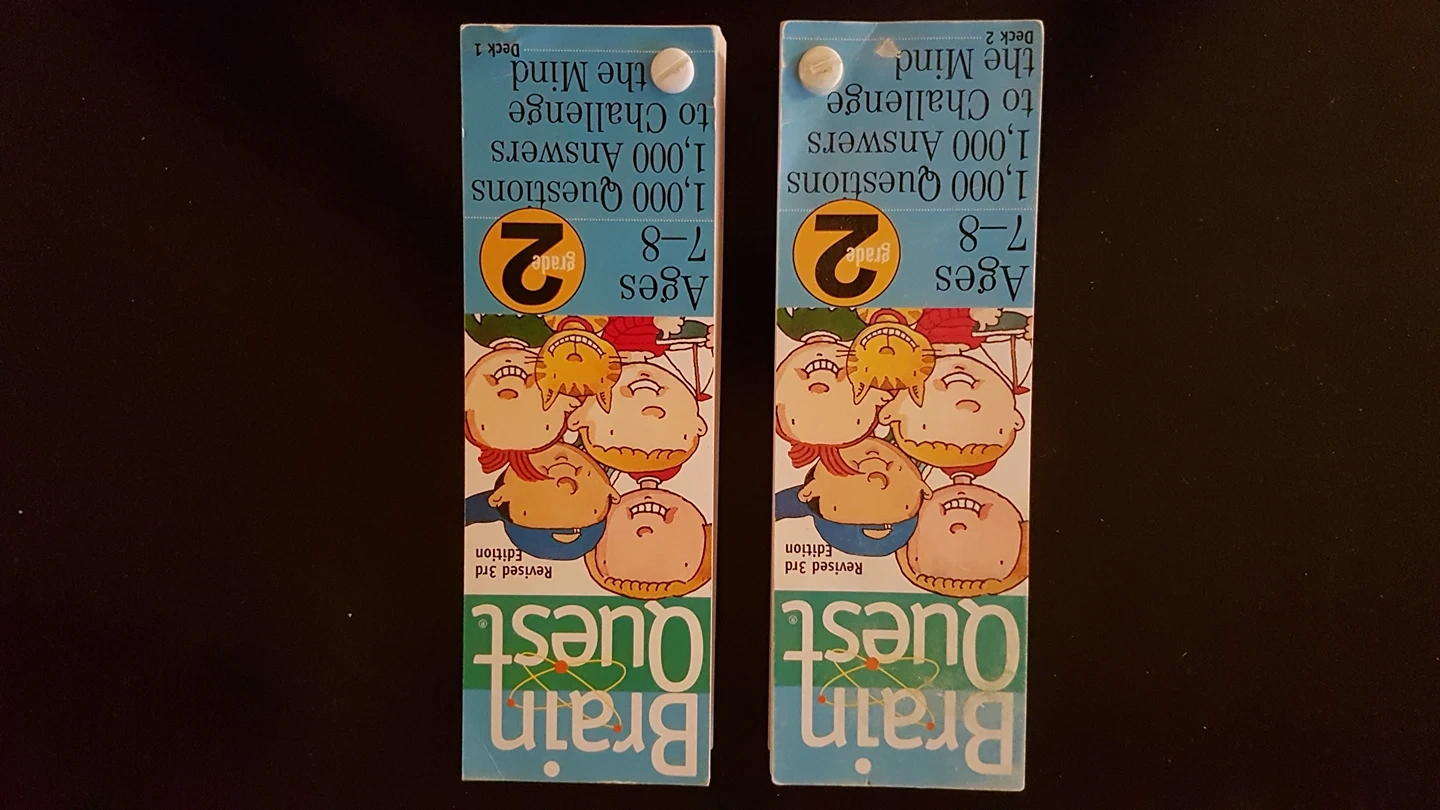 Brain
Quest®
Revised 3rd
Edition
Ages
7–8
grade
2
1,000 Questions
1,000 Answers
to Challenge
the Mind
Deck 2
Brain
Quest®
Revised 3rd
Edition
Ages
7–8
grade
2
1,000 Questions
1,000 Answers
to Challenge
the Mind
Deck 1